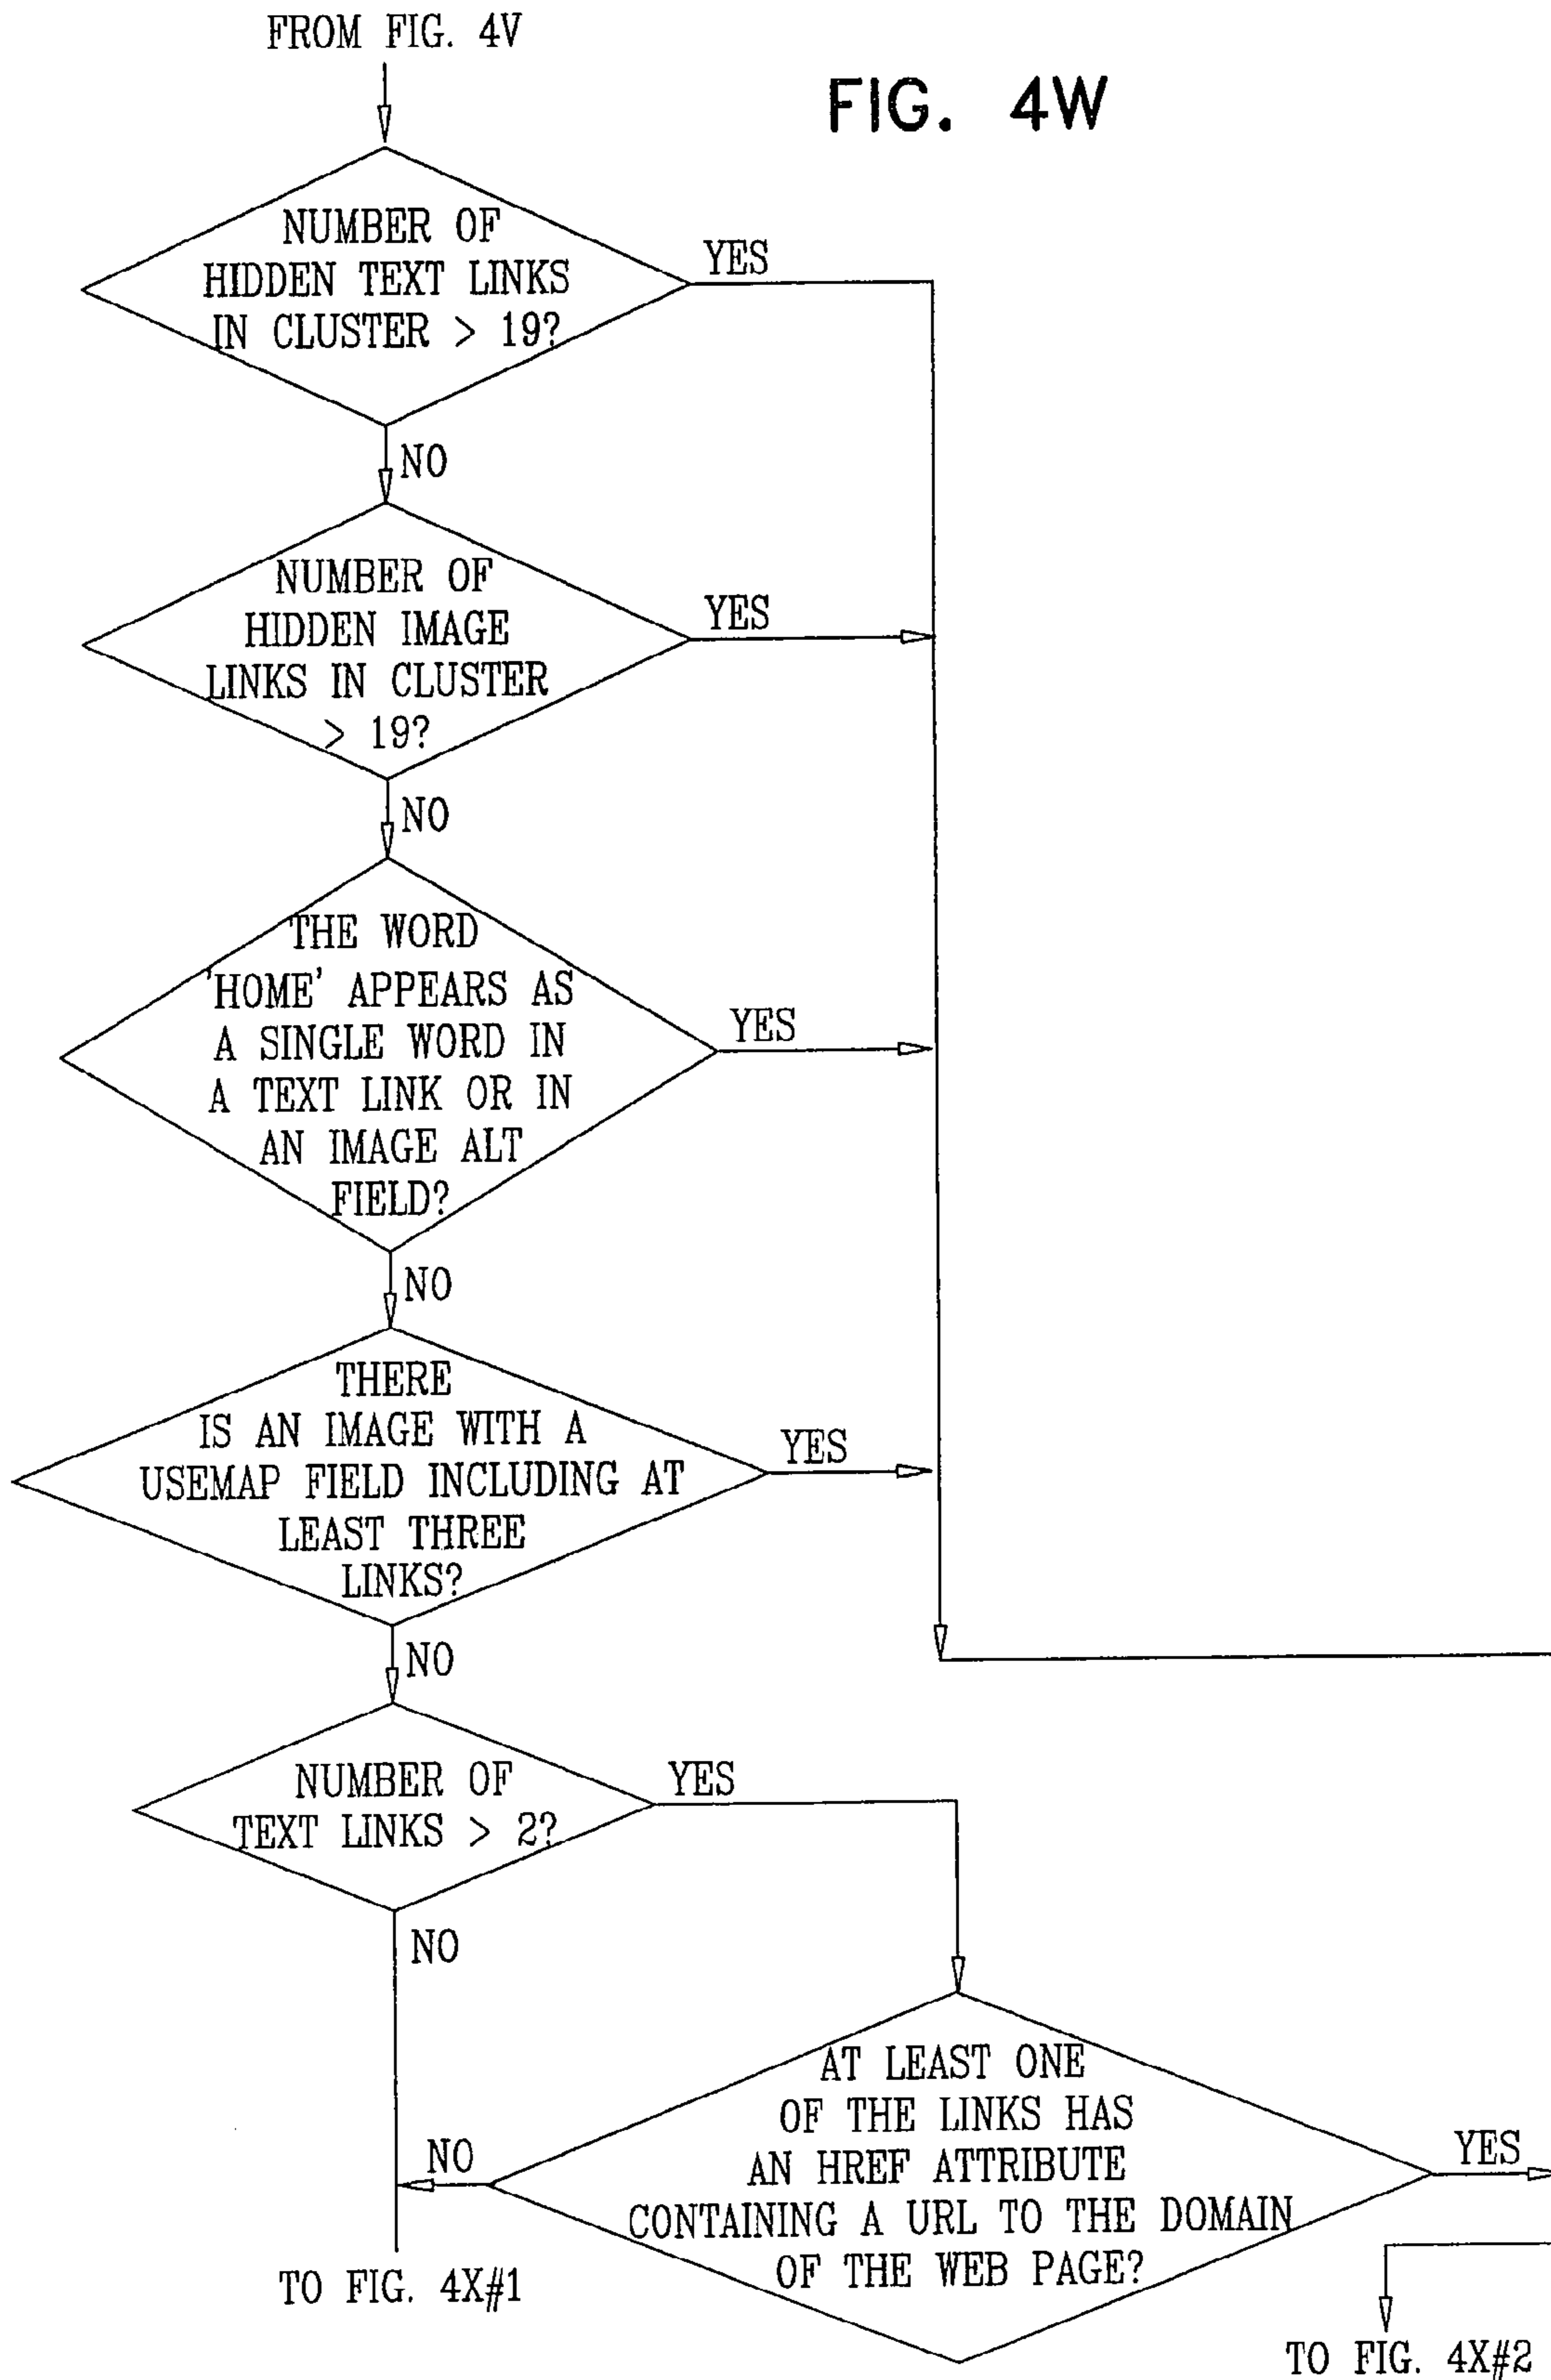 FROM FIG. 4V
FIG. 4W
NUMBER OF
HIDDEN TEXT LINKS
IN CLUSTER > 19?
YES
NO
NUMBER OF
HIDDEN IMAGE
LINKS IN CLUSTER
> 19?
YES
NO
THE WORD
'HOME' APPEARS AS
A SINGLE WORD IN
A TEXT LINK OR IN
AN IMAGE ALT
FIELD?
YES
NO
THERE
IS AN IMAGE WITH A
USEMAP FIELD INCLUDING AT
LEAST THREE
LINKS?
YES
NO
NUMBER OF
TEXT LINKS > 2?
YES
NO
AT LEAST ONE
OF THE LINKS HAS
AN HREF ATTRIBUTE
CONTAINING A URL TO THE DOMAIN
OF THE WEB PAGE?
NO
YES
TO FIG. 4X#1
TO FIG. 4X#2